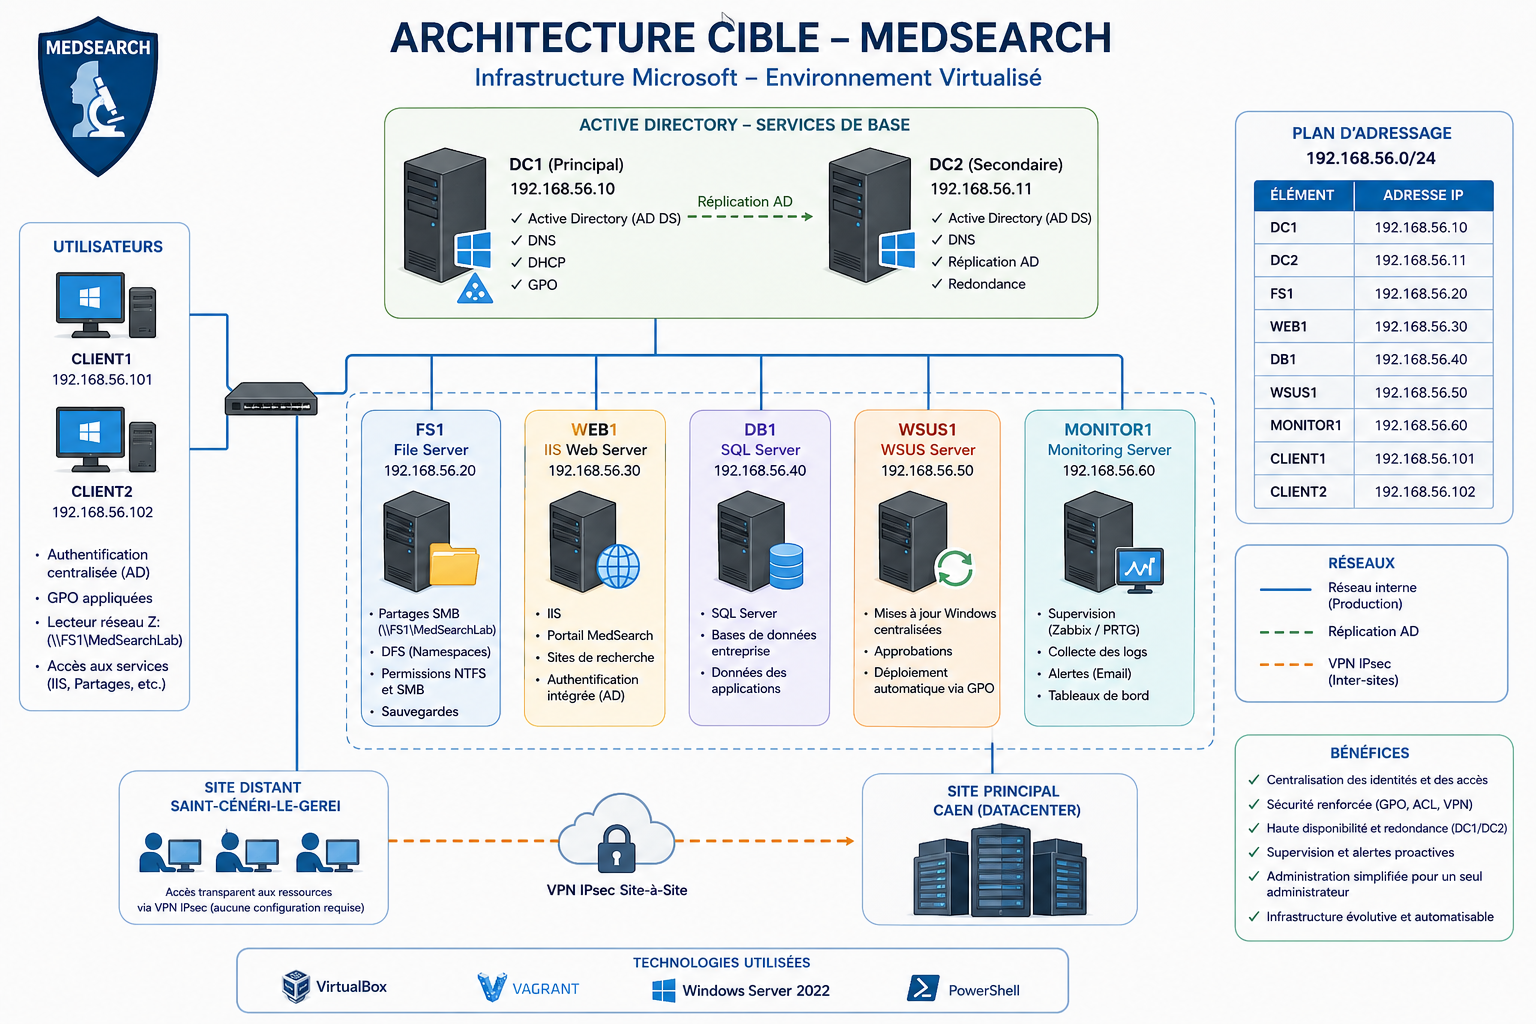 MEDSEARCH
ARCHITECTURE CIBLE – MEDSEARCH
Infrastructure Microsoft – Environnement Virtualisé
ACTIVE DIRECTORY – SERVICES DE BASE
DC1 (Principal)
192.168.56.10
✓ Active Directory (AD DS)
✓ DNS
✓ DHCP
✓ GPO
Réplication AD
DC2 (Secondaire)
192.168.56.11
✓ Active Directory (AD DS)
✓ DNS
✓ Réplication AD
✓ Redondance
UTILISATEURS
CLIENT1
192.168.56.101
CLIENT2
192.168.56.102
• Authentification
centralisée (AD)
• GPO appliquées
• Lecteur réseau Z:
(\\FS1\MedSearchLab)
• Accès aux services
(IIS, Partages, etc.)
FS1
File Server
192.168.56.20
• Partages SMB
(\\FS1\MedSearchLab)
• DFS (Namespaces)
• Permissions NTFS
et SMB
• Sauvegardes
WEB1
IIS Web Server
192.168.56.30
• IIS
• Portail MedSearch
• Sites de recherche
• Authentification
intégrée (AD)
DB1
SQL Server
192.168.56.40
• SQL Server
• Bases de données
entreprise
• Données des
applications
WSUS1
WSUS Server
192.168.56.50
• Mises à jour Windows
centralisées
• Approbations
• Déploiement
automatique via GPO
MONITOR1
Monitoring Server
192.168.56.60
• Supervision
(Zabbix / PRTG)
• Collecte des logs
• Alertes (Email)
• Tableaux de bord
PLAN D'ADRESSAGE
192.168.56.0/24
ÉLÉMENT ADRESSE IP
DC1 192.168.56.10
DC2 192.168.56.11
FS1 192.168.56.20
WEB1 192.168.56.30
DB1 192.168.56.40
WSUS1 192.168.56.50
MONITOR1 192.168.56.60
CLIENT1 192.168.56.101
CLIENT2 192.168.56.102
RÉSEAUX
Réseau interne
(Production)
Réplication AD
VPN IPsec
(Inter-sites)
BÉNÉFICES
✓ Centralisation des identités et des accès
✓ Sécurité renforcée (GPO, ACL, VPN)
✓ Haute disponibilité et redondance (DC1/DC2)
✓ Supervision et alertes proactives
✓ Administration simplifiée pour un seul
administrateur
✓ Infrastructure évolutive et automatisable
SITE DISTANT
SAINT-CÉNÉRI-LE-GEREI
Accès transparent aux ressources
via VPN IPsec (aucune configuration requise)
VPN IPsec Site-à-Site
SITE PRINCIPAL
CAEN (DATACENTER)
TECHNOLOGIES UTILISÉES
VirtualBox
VAGRANT
Windows Server 2022
PowerShell